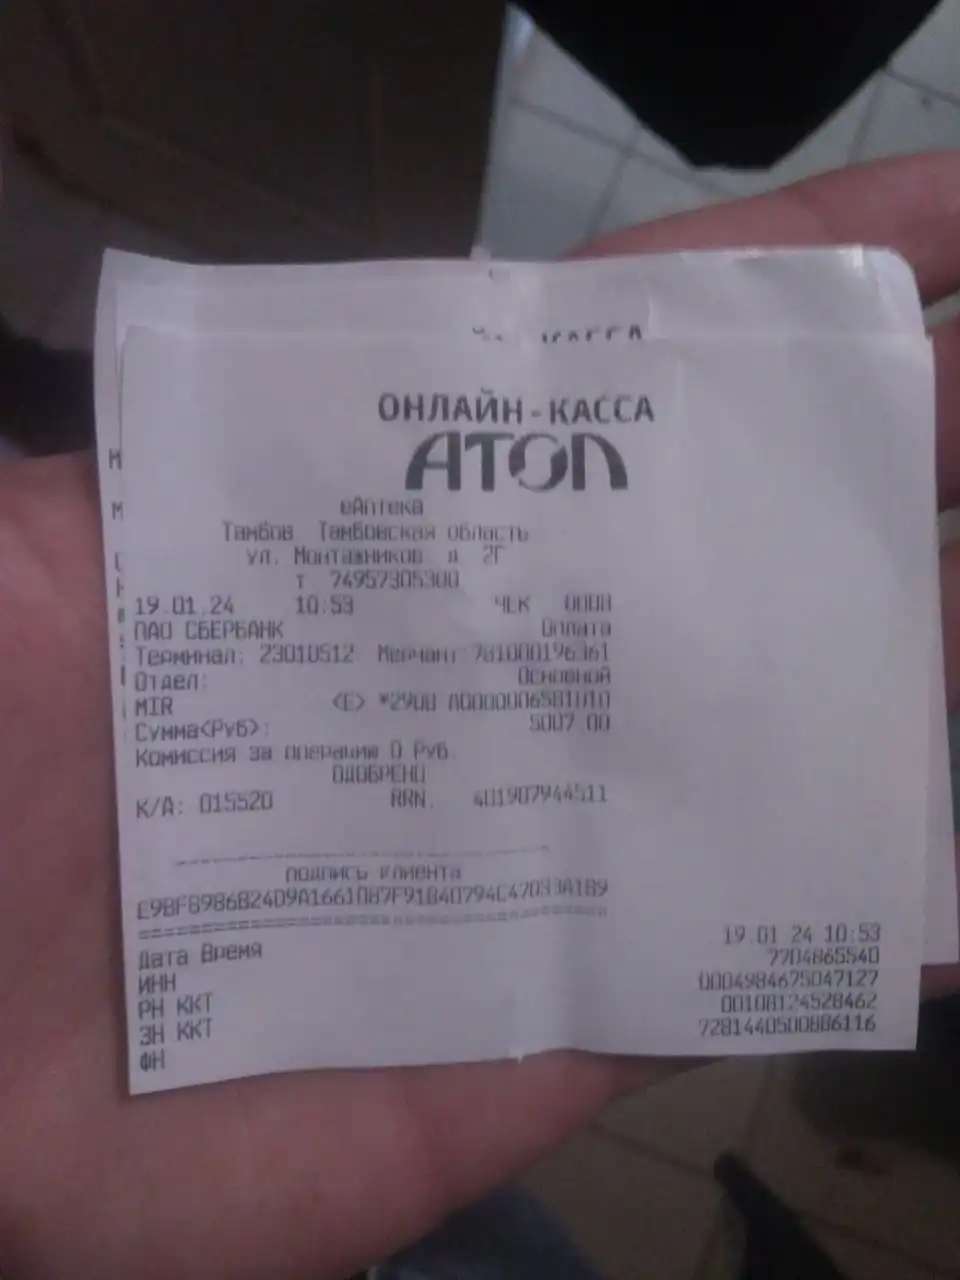 КАССА
ОНЛАЙН-КАССА
АТОЛ
еАптека
Тамбов Тамбовская область
ул. Монтажников д 2Г
т 74957305300
19.01.24 10:53 ЧЕК 0008
ПАО СБЕРБАНК Оплата
Терминал: 23010512 Мерчант:781000196361
Отдел: Основной
MIR <E> *2900 A0000006581010
Сумма<Руб>: 5007.00
Комиссия за операцию 0 Руб.
ОДОБРЕНО
К/А: 015520 RRN. 401907944511
подпись клиента
E9BF8986B24D9A1661087F91840794C47093A1B9
Дата Время 19.01.24 10:53
ИНН 7704865540
РН ККТ 0004984675047127
ЗН ККТ 00108124528462
ФН 7281440500886116